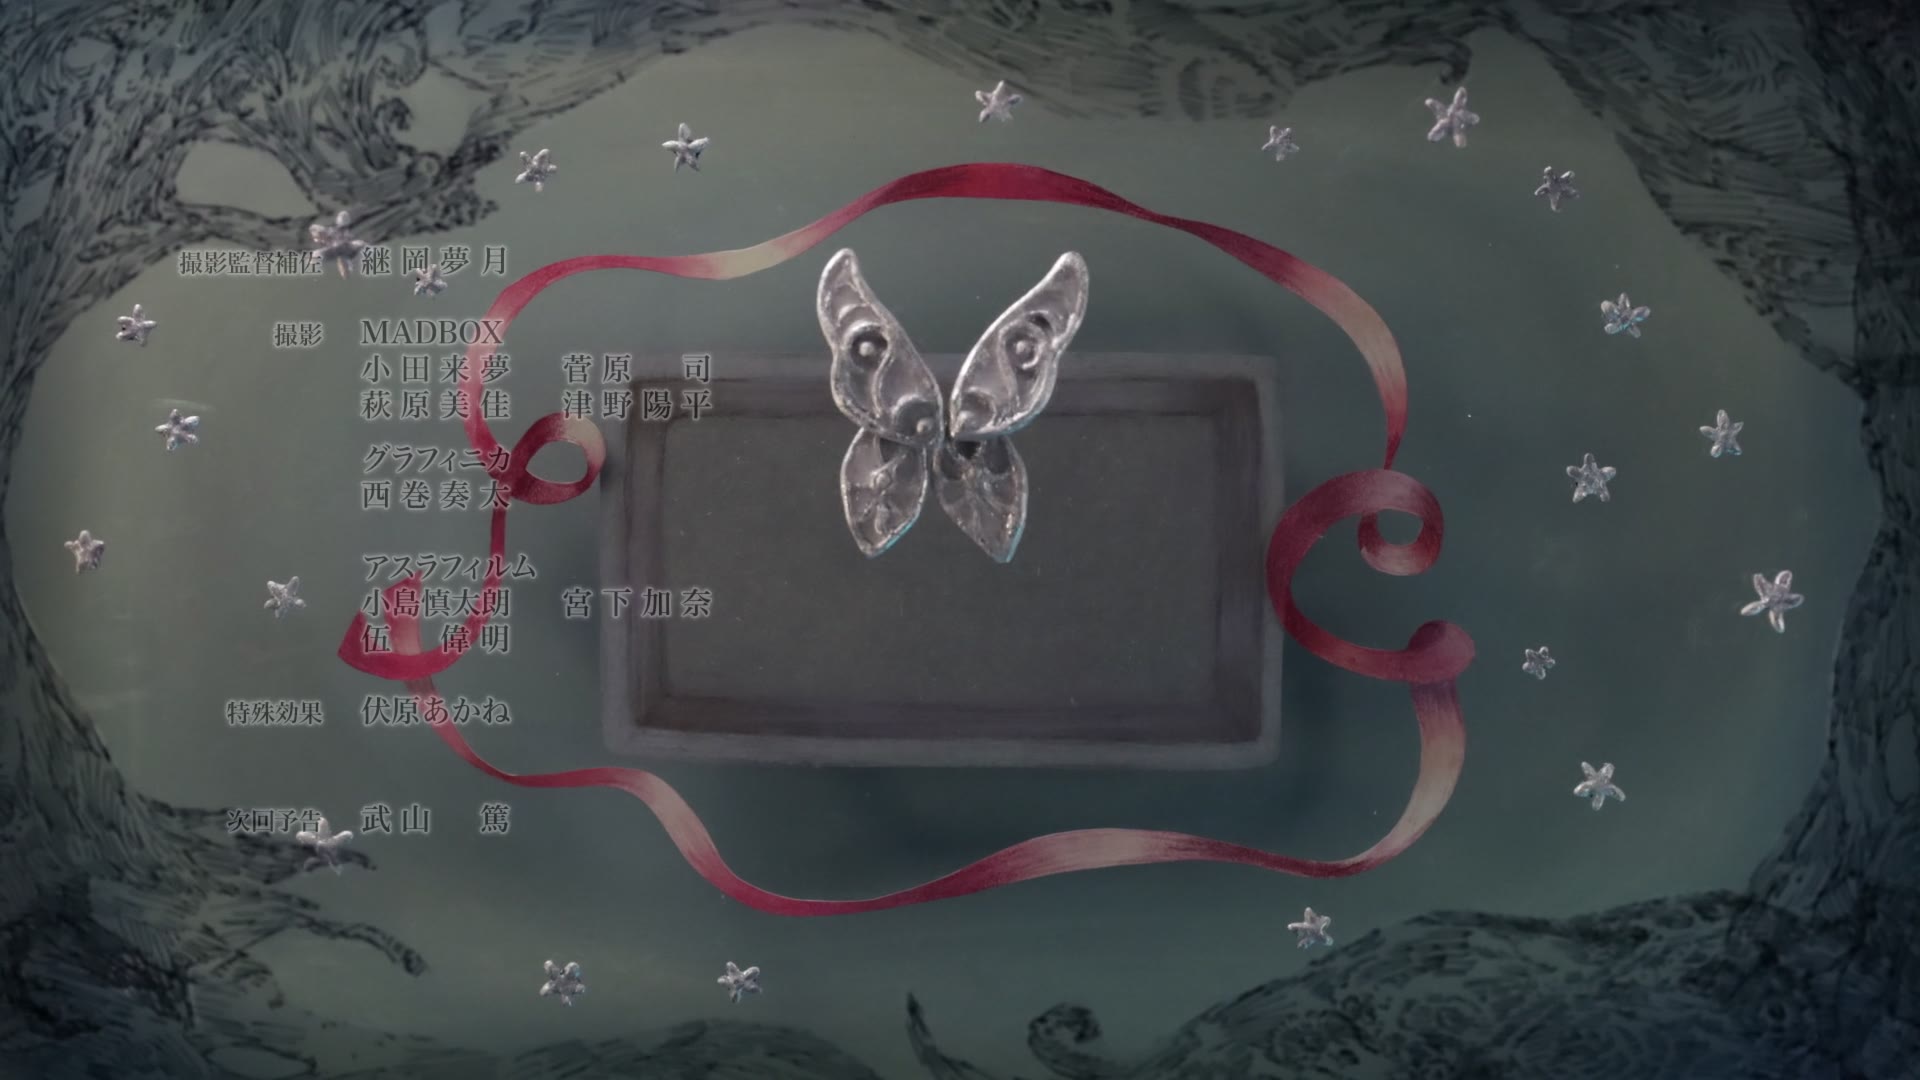 撮影監督補佐 継岡夢月
撮影 MADBOX
小田来夢 菅原 司
萩原美佳 津野陽平
グラフィニカ
西巻奏太
アスラフィルム
小島慎太朗 宮下加奈
伍 偉明
特殊効果 伏原あかね
次回予告 武山 篤